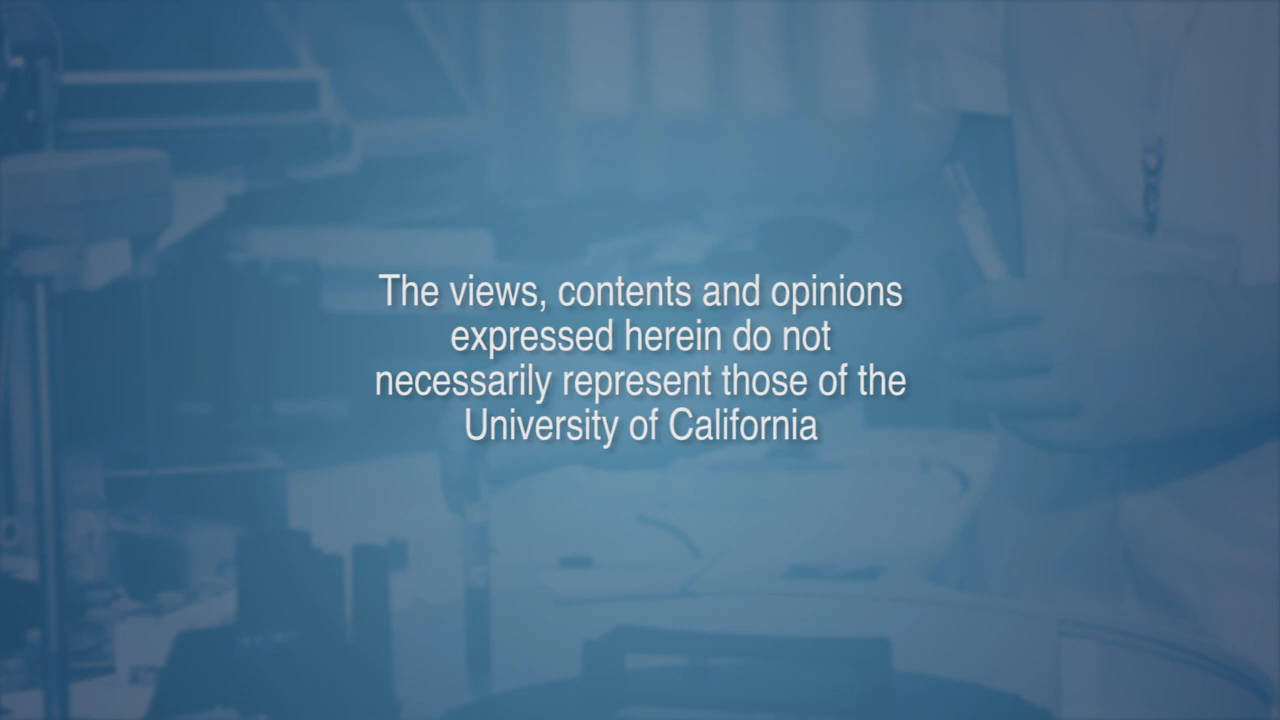 The views, contents and opinions
expressed herein do not
necessarily represent those of the
University of California